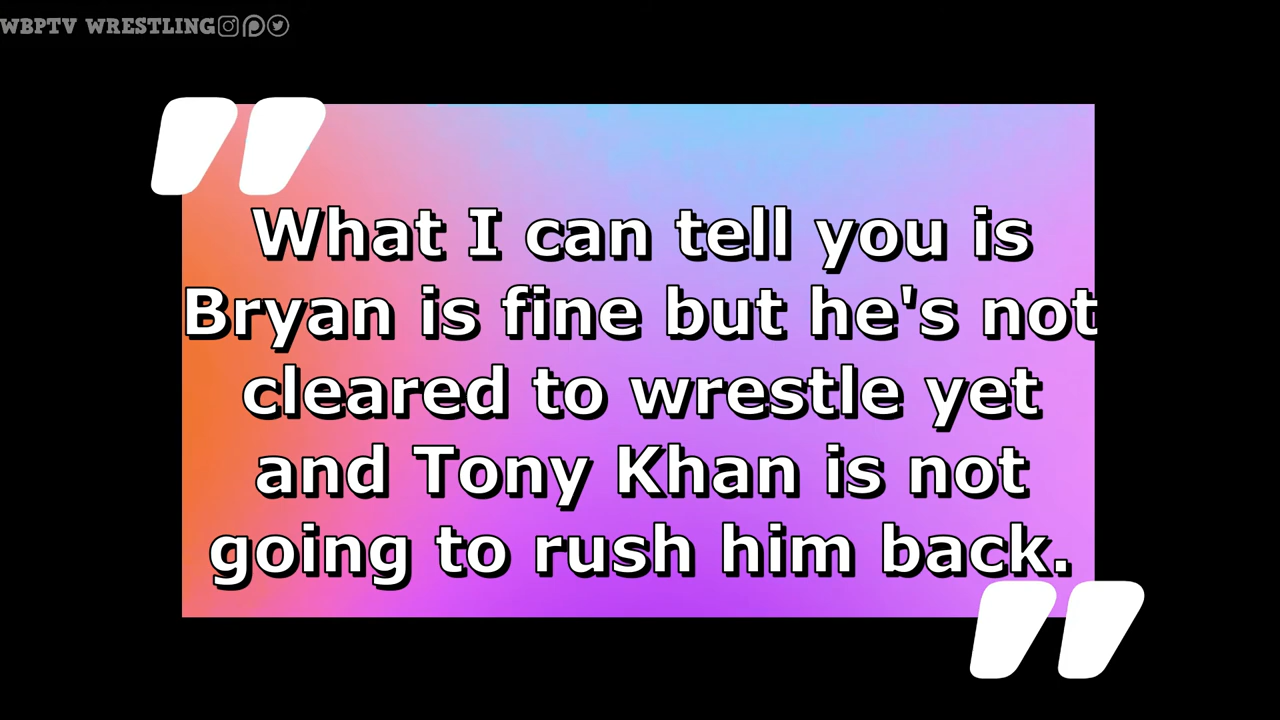 WBPTV WRESTLING
What I can tell you is
Bryan is fine but he's not
cleared to wrestle yet
and Tony Khan is not
going to rush him back.